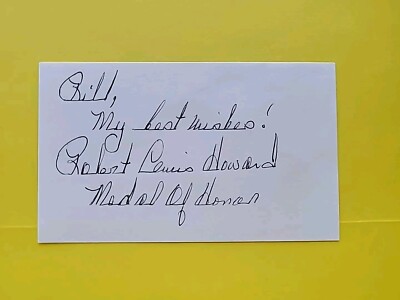 Bill,
My best wishes!
Robert Lewis Howard
Medal Of Honor